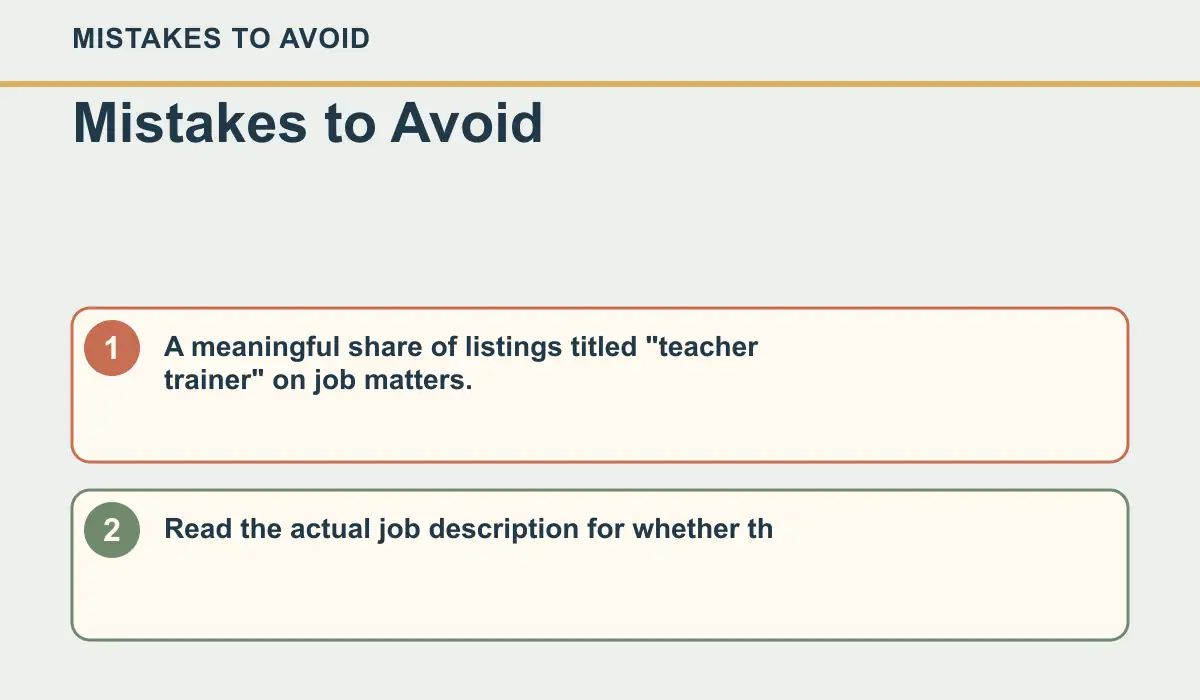 MISTAKES TO AVOID
Mistakes to Avoid
1
A meaningful share of listings titled "teacher
trainer" on job matters.
2
Read the actual job description for whether th